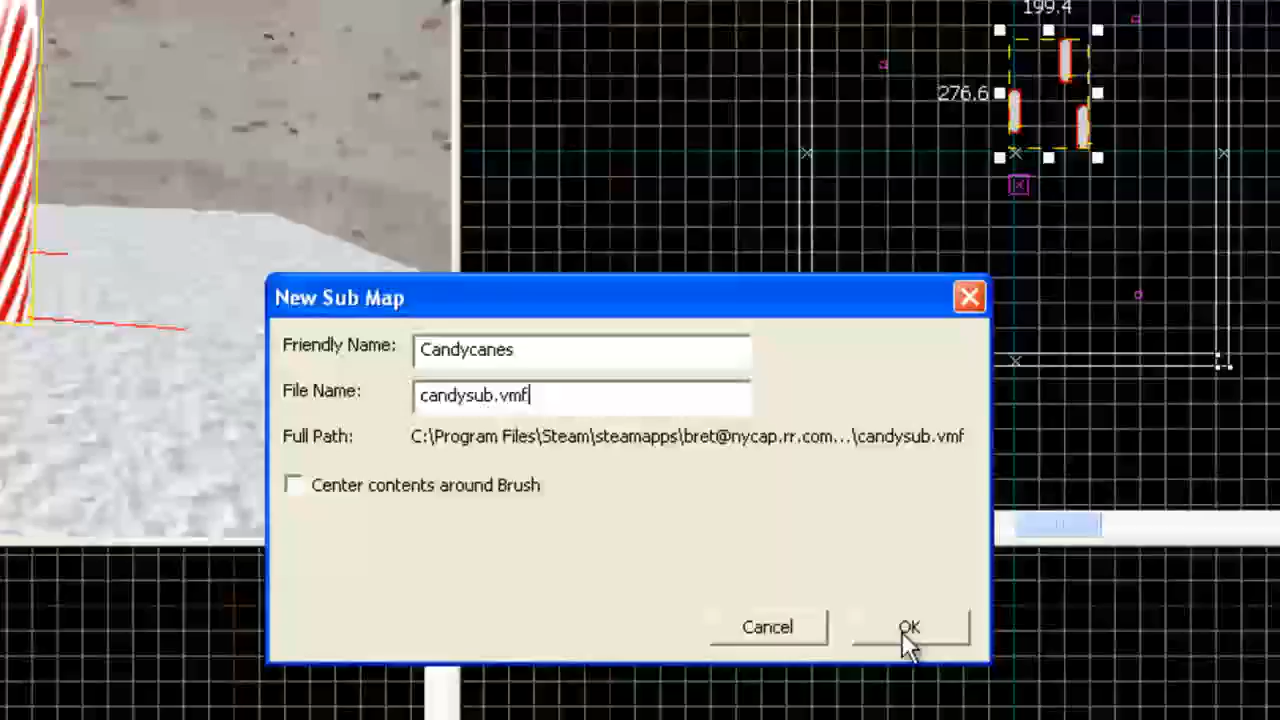 199.4
276.6
New Sub Map
Friendly Name: Candycanes
File Name: candysub.vmf
Full Path: C:\Program Files\Steam\steamapps\bret@nycap.rr.com...\candysub.vmf
Center contents around Brush
Cancel OK